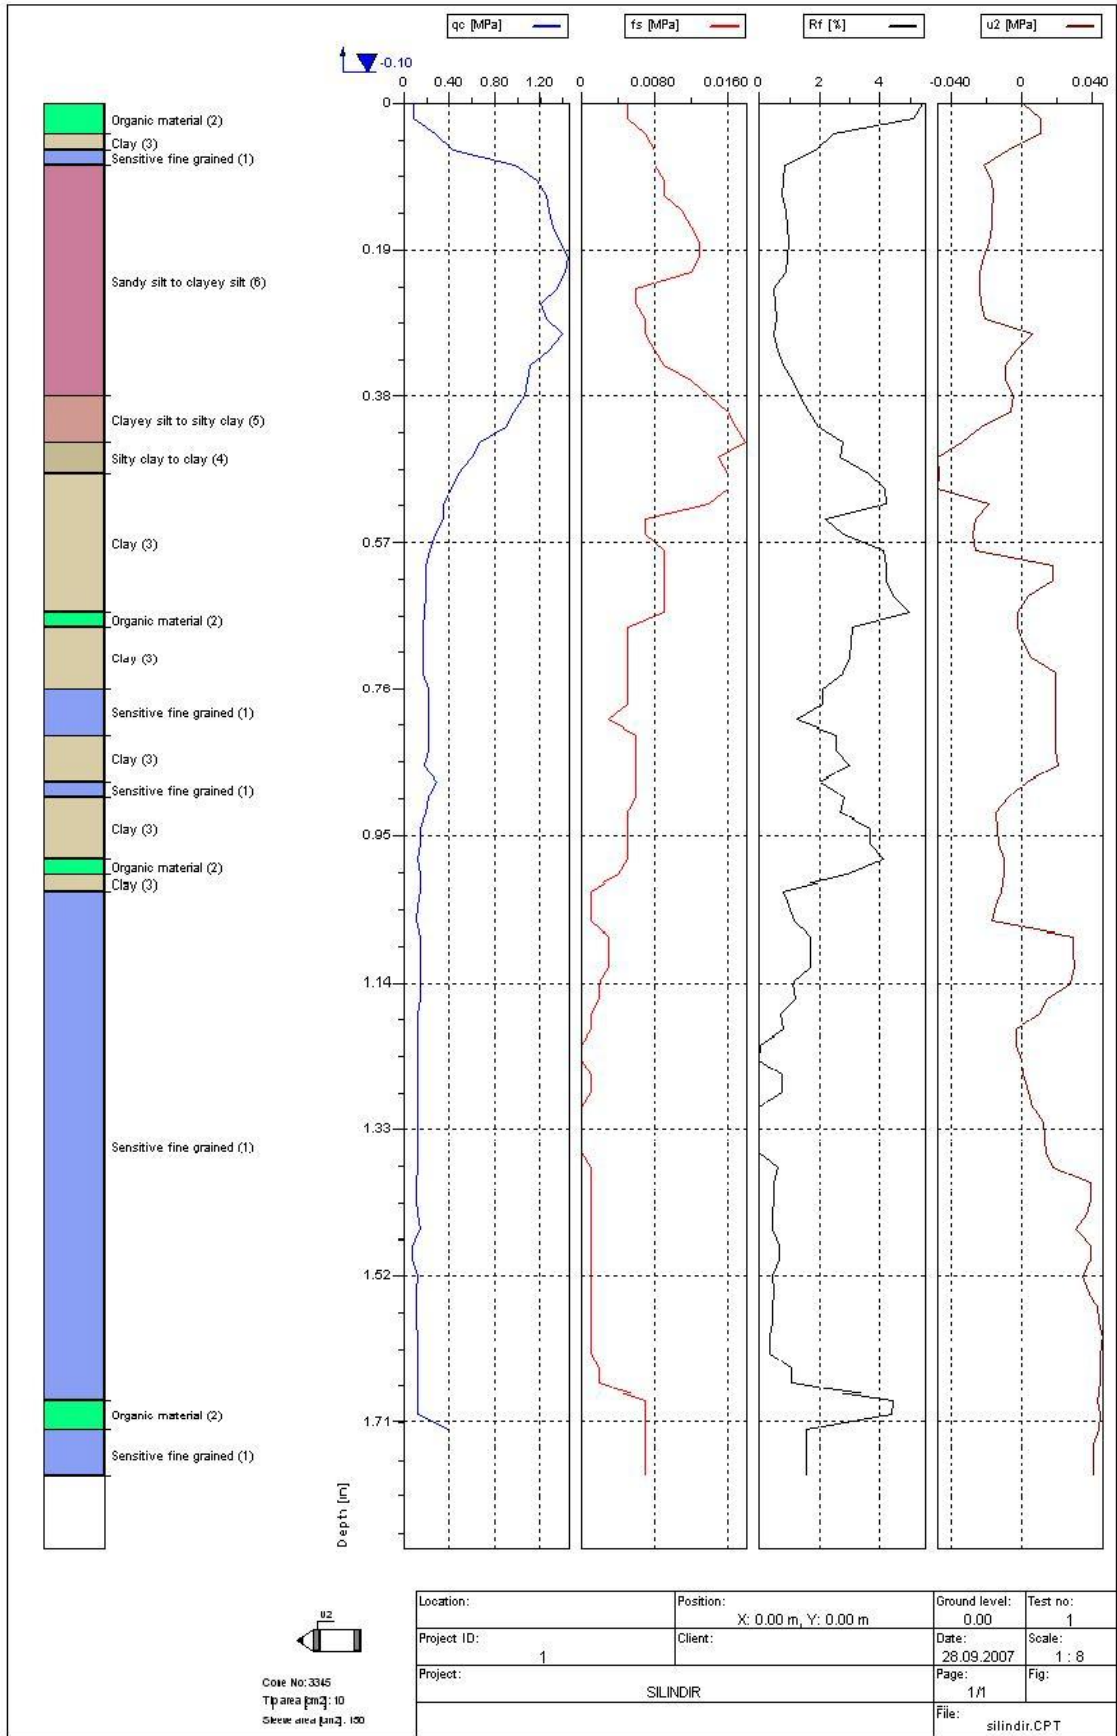 qc [MPa]
fs [MPa]
Rf [%]
u2 [MPa]
-0.10
0 0.40 0.80 1.20
0 0.0080 0.0160
0 2 4
-0.040 0 0.040
0
0.19
0.38
0.57
0.76
0.95
1.14
1.33
1.52
1.71
Depth [m]
Organic material (2)
Clay (3)
Sensitive fine grained (1)
Sandy silt to clayey silt (6)
Clayey silt to silty clay (5)
Silty clay to clay (4)
Clay (3)
Organic material (2)
Clay (3)
Sensitive fine grained (1)
Clay (3)
Sensitive fine grained (1)
Clay (3)
Organic material (2)
Clay (3)
Sensitive fine grained (1)
Organic material (2)
Sensitive fine grained (1)
U2
Cone No: 3345
Tip area [cm2]: 10
Sleeve area [cm2]: 150
Location:
Position:
X: 0.00 m, Y: 0.00 m
Ground level:
0.00
Test no:
1
Project ID:
1
Client:
Date:
28.09.2007
Scale:
1 : 8
Project:
SILINDIR
Page:
1/1
Fig:
File:
silindir.CPT